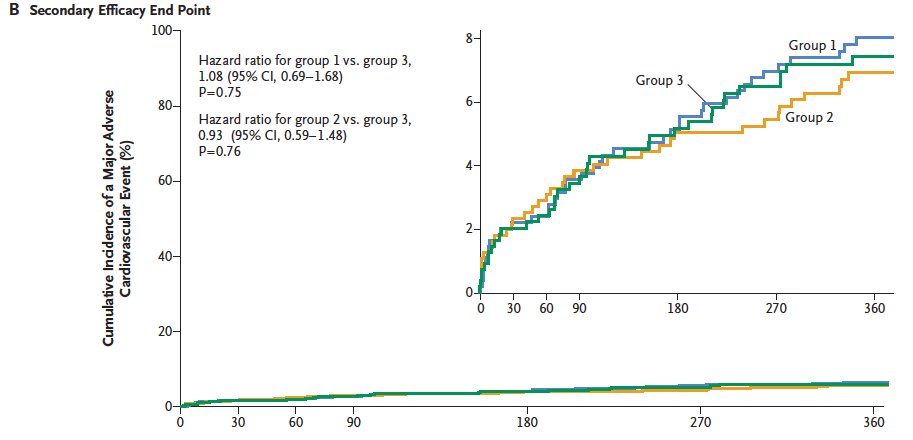 B Secondary Efficacy End Point
Cumulative Incidence of a Major Adverse
Cardiovascular Event (%)
100
80
60
40
20
0
0 30 60 90 180 270 360
Hazard ratio for group 1 vs. group 3,
1.08 (95% CI, 0.69–1.68)
P=0.75
Hazard ratio for group 2 vs. group 3,
0.93 (95% CI, 0.59–1.48)
P=0.76
8
6
4
2
0
0 30 60 90 180 270 360
Group 1
Group 3
Group 2